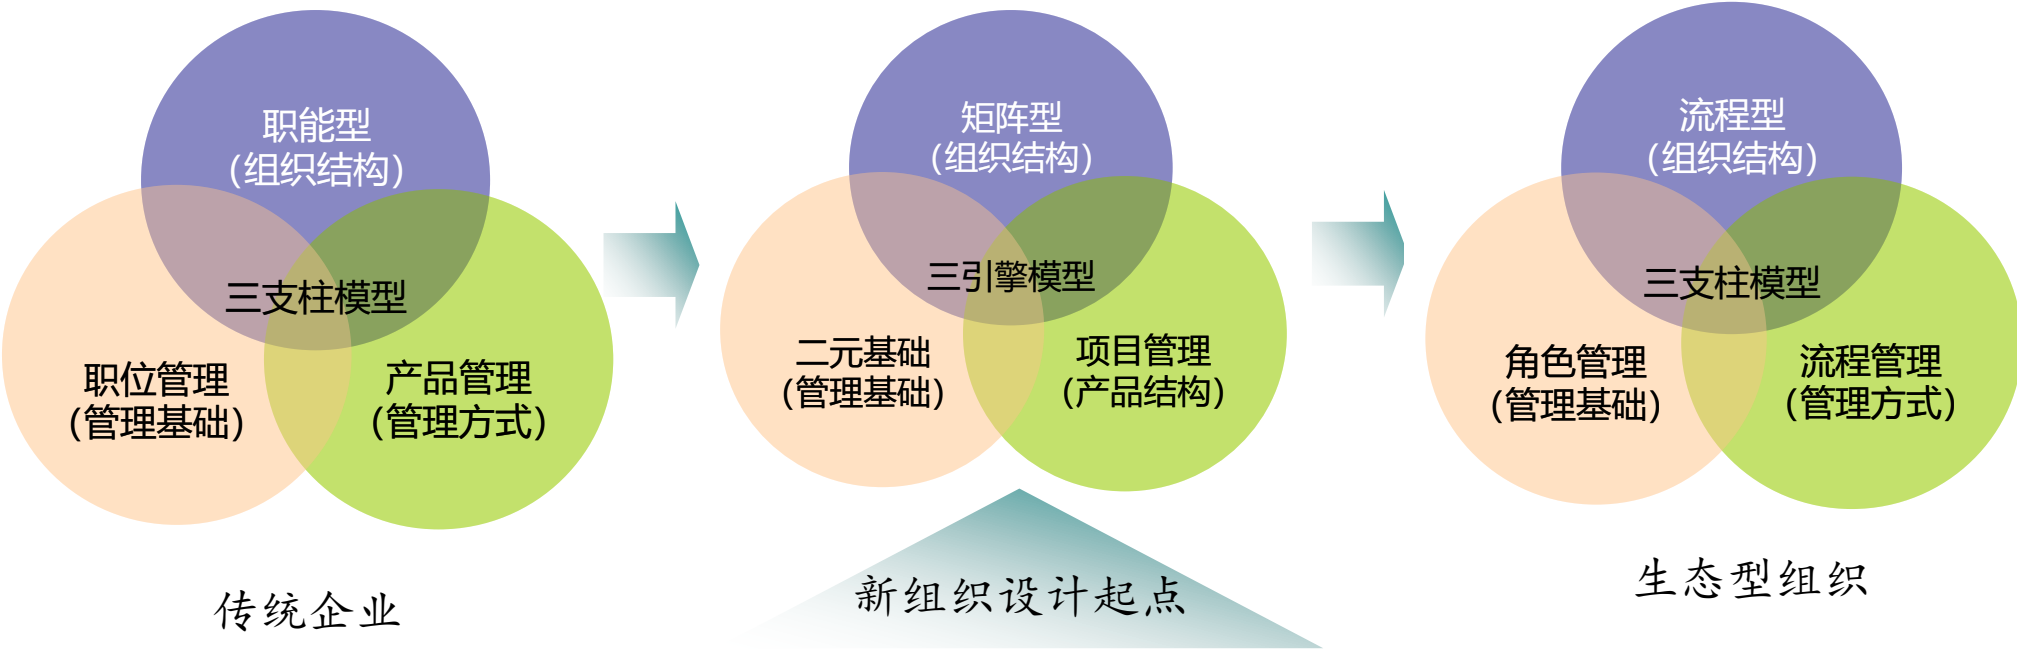 职能型
（组织结构）
三支柱模型
职位管理
（管理基础）
产品管理
（管理方式）
传统企业
矩阵型
（组织结构）
三引擎模型
二元基础
（管理基础）
项目管理
（产品结构）
新组织设计起点
流程型
（组织结构）
三支柱模型
角色管理
（管理基础）
流程管理
（管理方式）
生态型组织